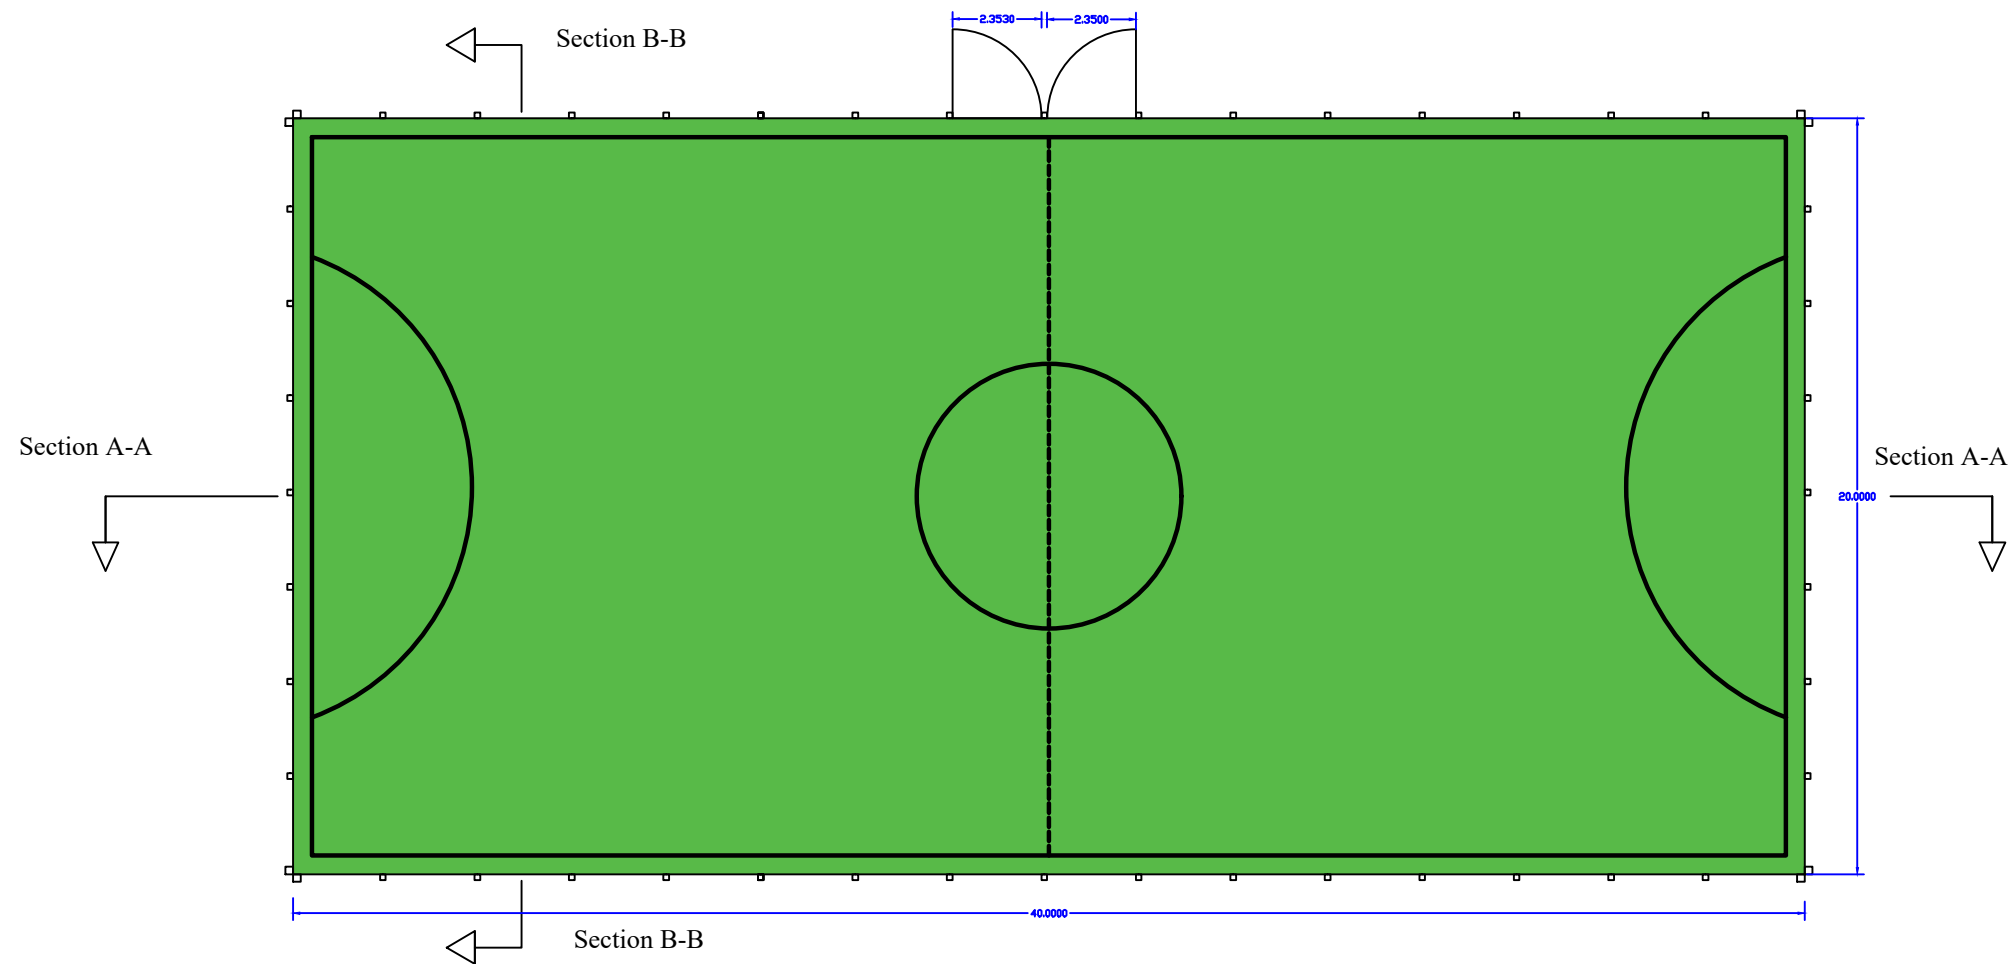 2.3530
2.3500
Section B-B
Section A-A
Section A-A
20.0000
40.0000
Section B-B